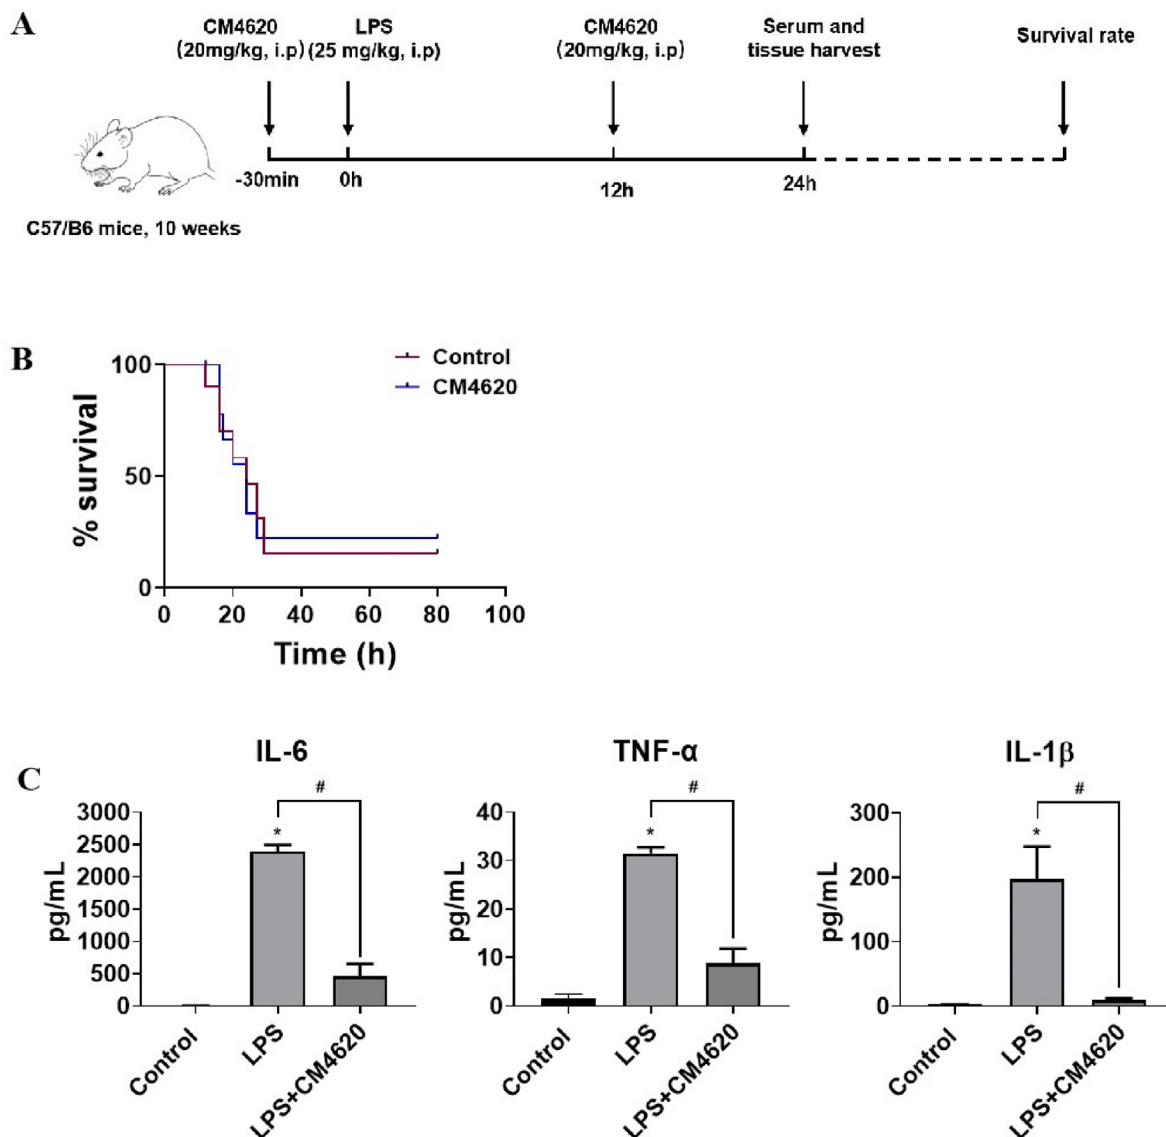 A
CM4620
(20mg/kg, i.p)
LPS
(25 mg/kg, i.p)
CM4620
(20mg/kg, i.p)
Serum and
tissue harvest
Survival rate
-30min
0h
12h
24h
C57/B6 mice, 10 weeks
B
% survival
100
50
0
0 20 40 60 80 100
Time (h)
Control
CM4620
C
IL-6
pg/mL
3000
2500
2000
1500
1000
500
0
*
#
Control
LPS
LPS+CM4620
TNF-α
pg/mL
40
30
20
10
0
*
#
Control
LPS
LPS+CM4620
IL-1β
pg/mL
300
200
100
0
*
#
Control
LPS
LPS+CM4620